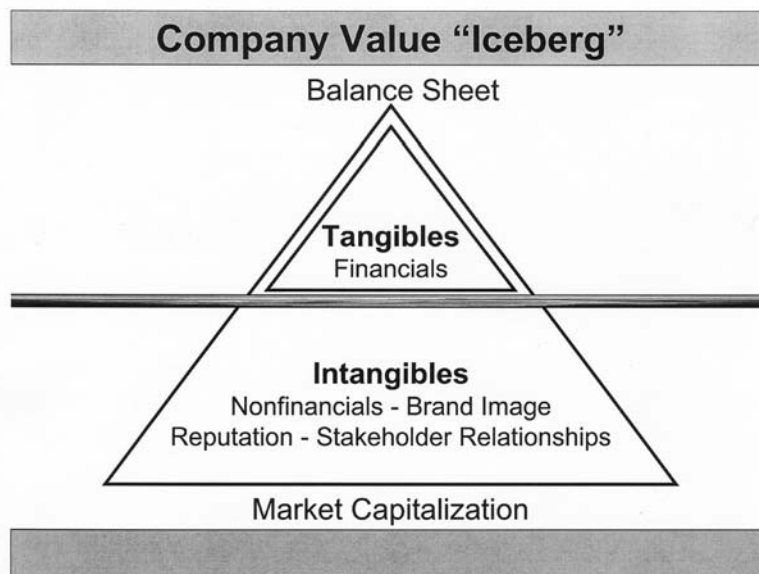 Company Value “Iceberg”
Balance Sheet
Tangibles
Financials
Intangibles
Nonfinancials - Brand Image
Reputation - Stakeholder Relationships
Market Capitalization